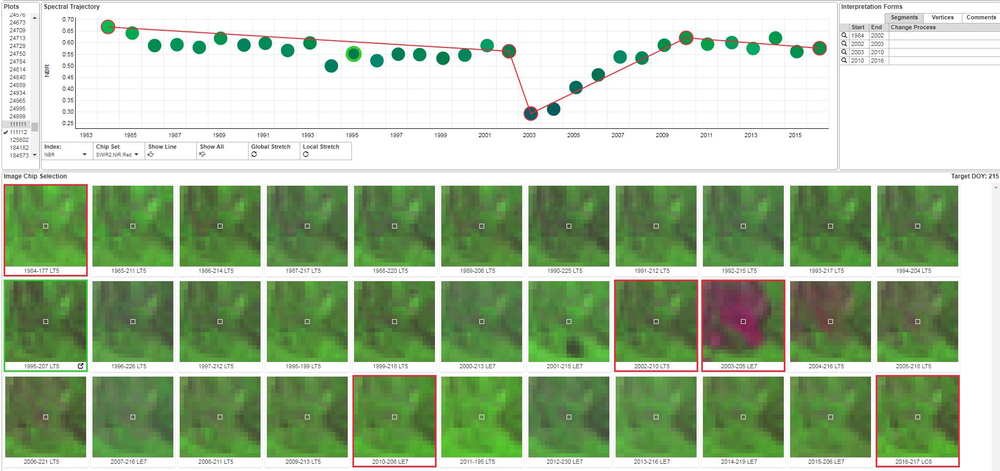 Plots
24576
24673
24709
24713
24729
24750
24784
24814
24840
24889
24934
24965
24995
24999
111111
111112
125602
184182
184573
Spectral Trajectory
NBR
0.70
0.65
0.60
0.55
0.50
0.45
0.40
0.35
0.30
0.25
1983 1985 1987 1989 1991 1993 1995 1997 1999 2001 2003 2005 2007 2009 2011 2013 2015
Index: Chip Set: Show Line Show All Global Stretch Local Stretch
NBR SWIR2,NIR,Red
Interpretation Forms
Segments Vertices Comments
Start End Change Process
1984 2002
2002 2003
2003 2010
2010 2016
Image Chip Selection Target DOY: 215
1984-177 LT5 1985-211 LT5 1986-214 LT5 1987-217 LT5 1988-220 LT5 1989-206 LT5 1990-225 LT5 1991-212 LT5 1992-215 LT5 1993-217 LT5 1994-204 LT5
1995-207 LT5 1996-226 LT5 1997-212 LT5 1998-199 LT5 1999-218 LT5 2000-213 LE7 2001-215 LE7 2002-210 LT5 2003-205 LE7 2004-216 LT5 2005-218 LT5
2006-221 LT5 2007-216 LE7 2008-211 LT5 2009-213 LT5 2010-208 LE7 2011-195 LT5 2012-230 LE7 2013-216 LE7 2014-219 LE7 2015-206 LE7 2016-217 LC8